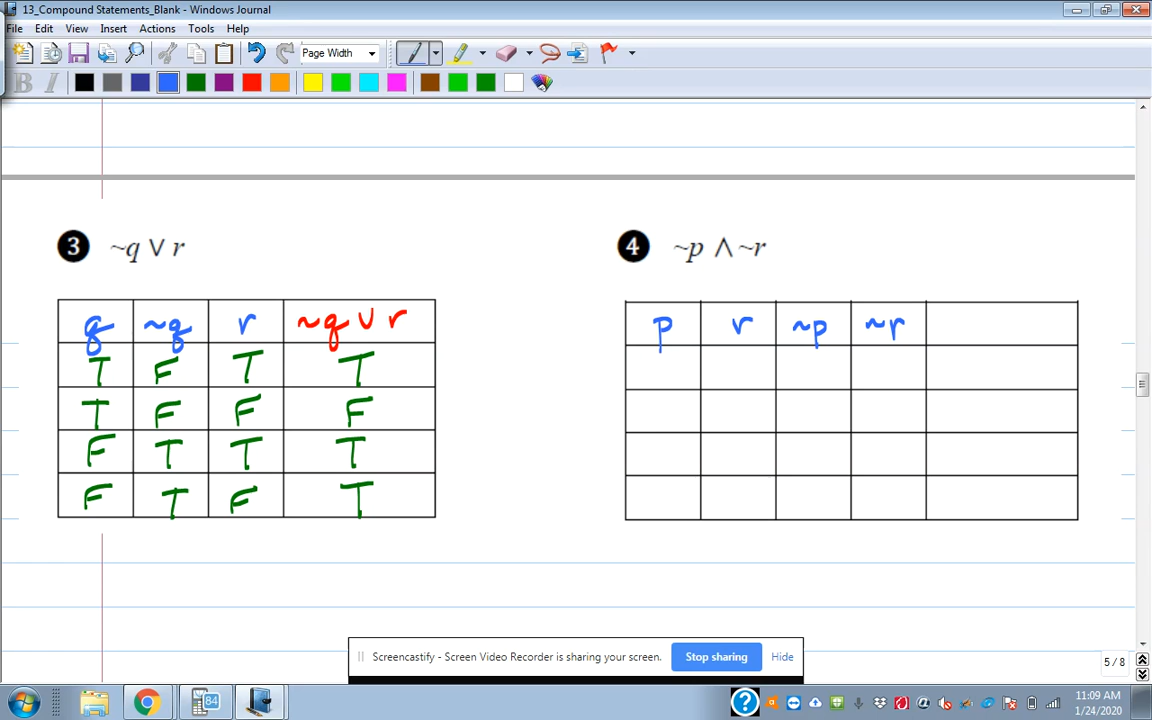 13_Compound Statements_Blank - Windows Journal
File Edit View Insert Actions Tools Help
Page Width
B I
3 ~q ∨ r
4 ~p ∧ ~r
q ~q r ~q ∨ r
T F T T
T F F F
F T T T
F T F T
p r ~p ~r
Screencastify - Screen Video Recorder is sharing your screen. Stop sharing Hide
5 / 8
84
11:09 AM
1/24/2020